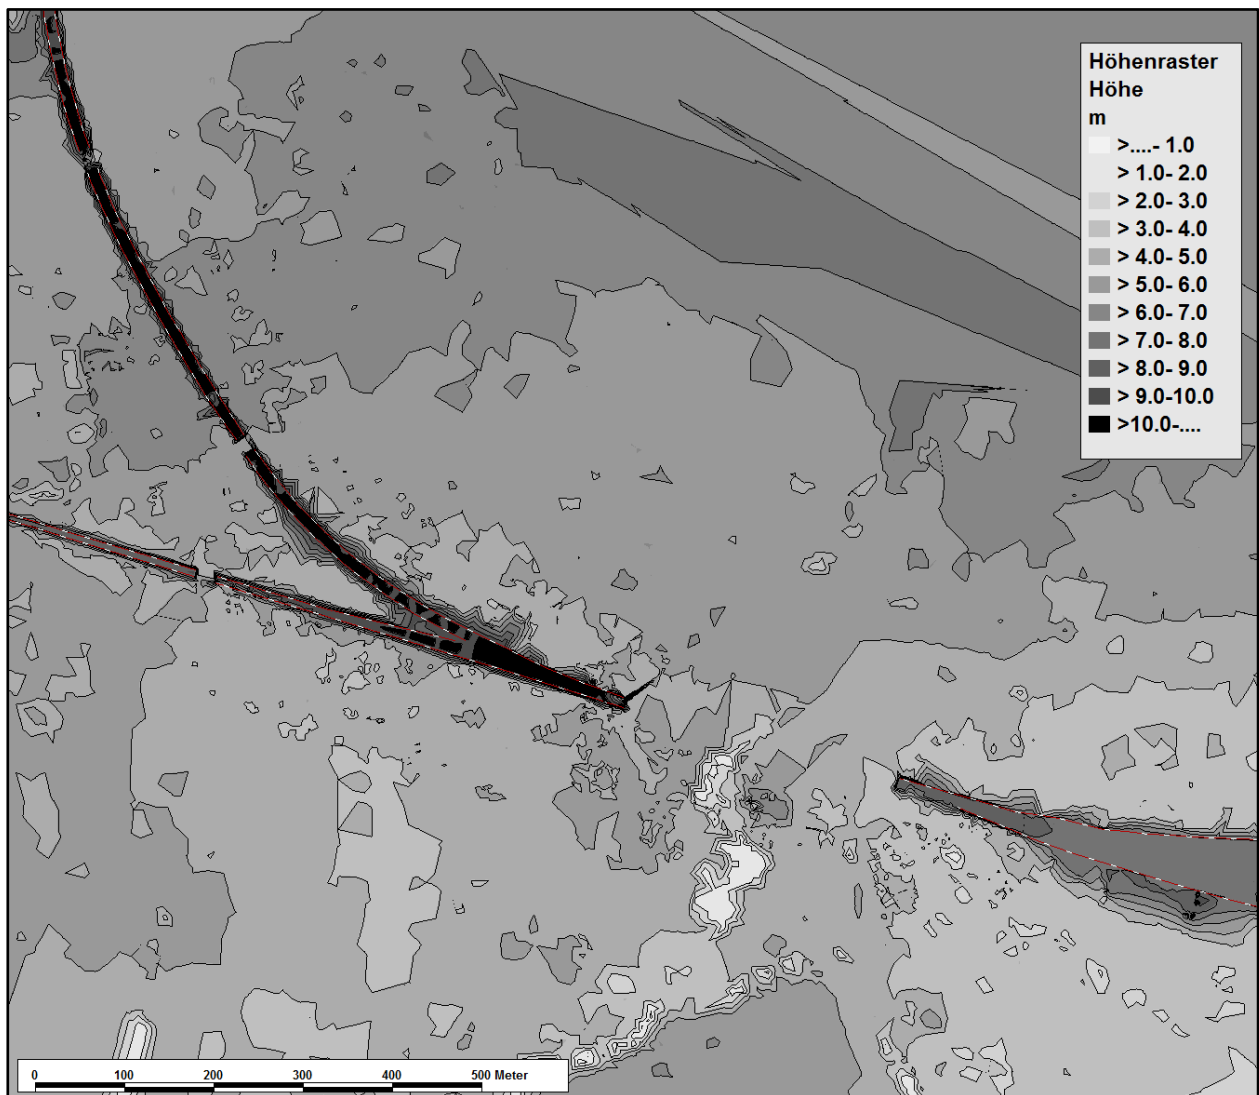 Höhenraster
Höhe
m
>....- 1.0
> 1.0- 2.0
> 2.0- 3.0
> 3.0- 4.0
> 4.0- 5.0
> 5.0- 6.0
> 6.0- 7.0
> 7.0- 8.0
> 8.0- 9.0
> 9.0-10.0
>10.0-....
0 100 200 300 400 500 Meter